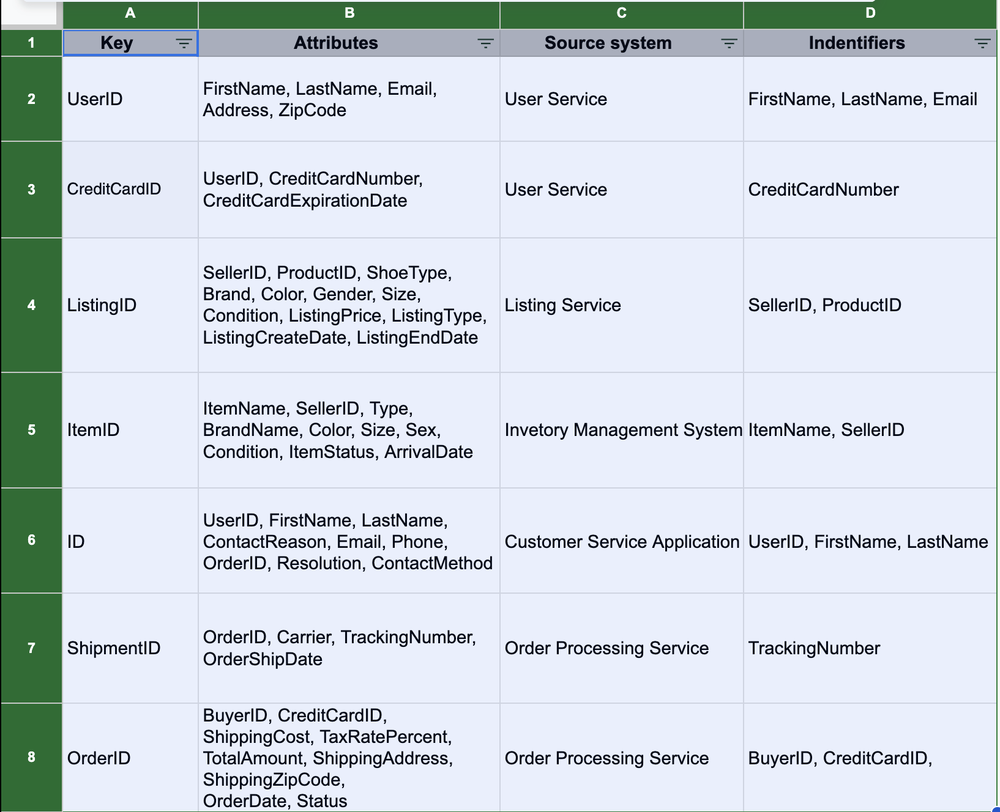 A B C D
1 Key Attributes Source system Indentifiers
2 UserID FirstName, LastName, Email,
Address, ZipCode User Service FirstName, LastName, Email
3 CreditCardID UserID, CreditCardNumber,
CreditCardExpirationDate User Service CreditCardNumber
4 ListingID SellerID, ProductID, ShoeType,
Brand, Color, Gender, Size,
Condition, ListingPrice, ListingType,
ListingCreateDate, ListingEndDate Listing Service SellerID, ProductID
5 ItemID ItemName, SellerID, Type,
BrandName, Color, Size, Sex,
Condition, ItemStatus, ArrivalDate Invetory Management System ItemName, SellerID
6 ID UserID, FirstName, LastName,
ContactReason, Email, Phone,
OrderID, Resolution, ContactMethod Customer Service Application UserID, FirstName, LastName
7 ShipmentID OrderID, Carrier, TrackingNumber,
OrderShipDate Order Processing Service TrackingNumber
8 OrderID BuyerID, CreditCardID,
ShippingCost, TaxRatePercent,
TotalAmount, ShippingAddress,
ShippingZipCode,
OrderDate, Status Order Processing Service BuyerID, CreditCardID,